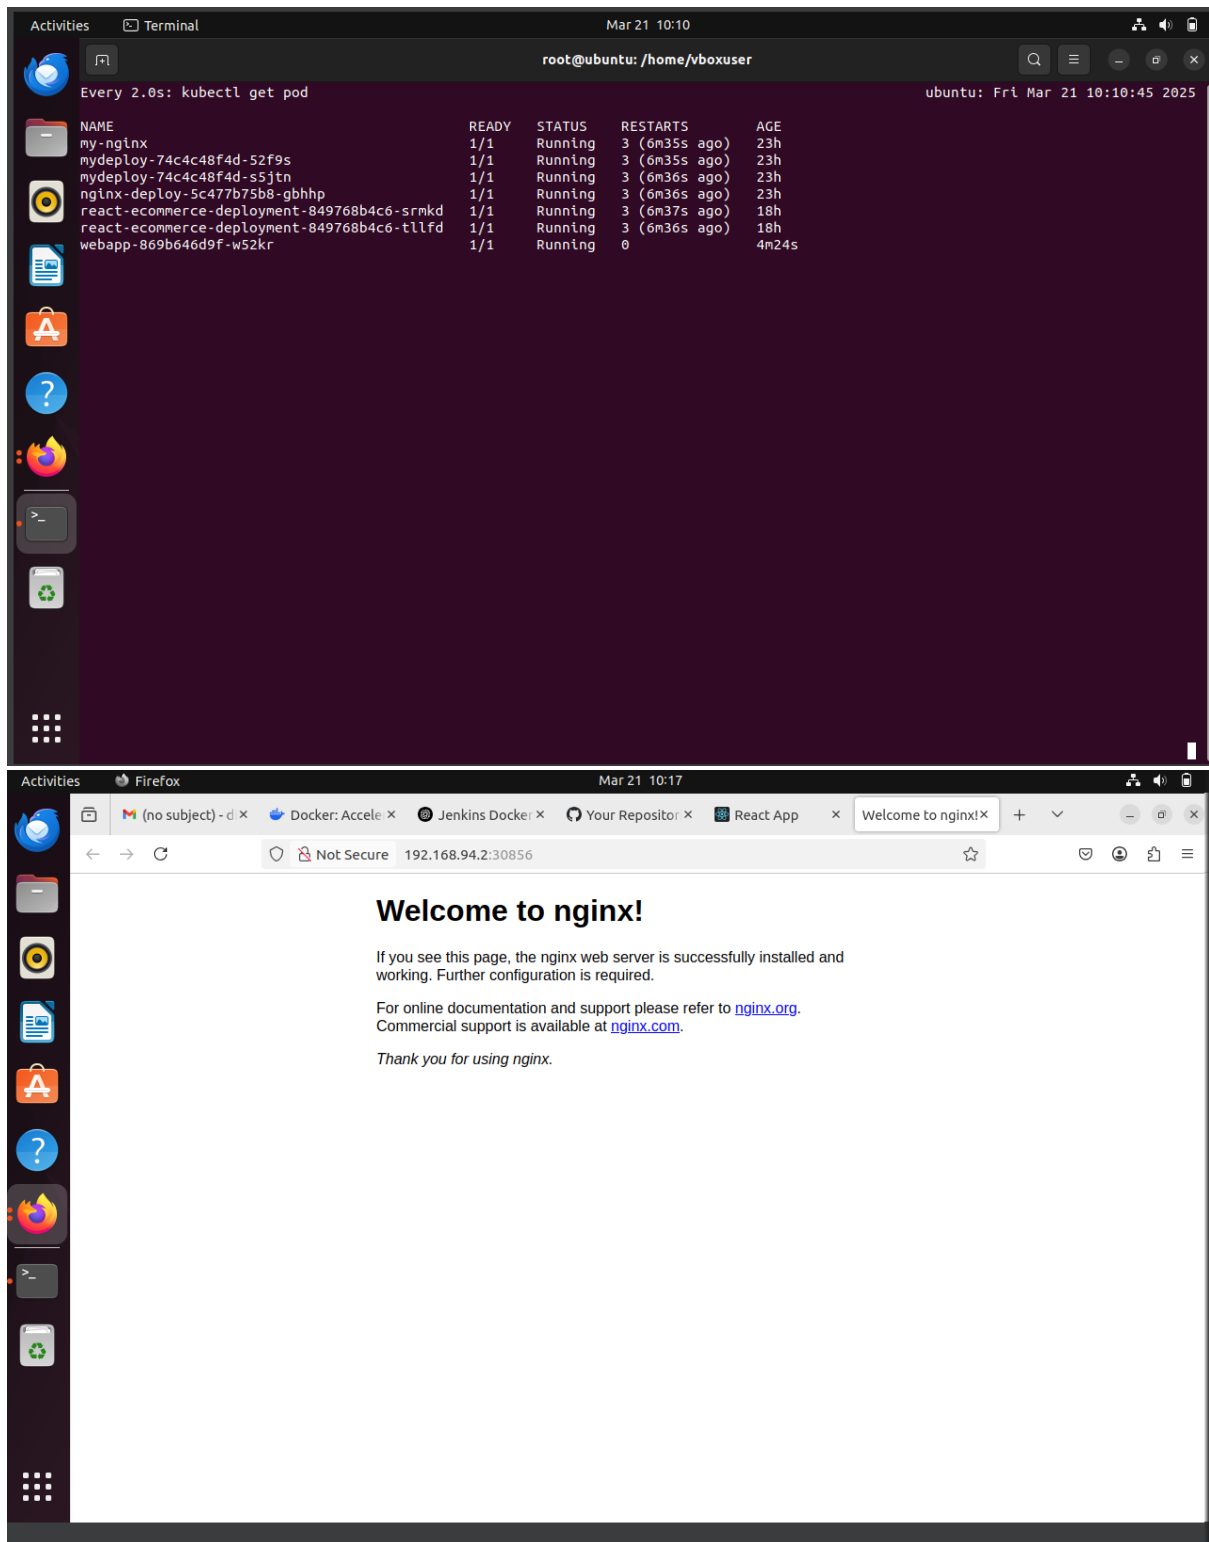 Activities Terminal Mar 21 10:10
root@ubuntu: /home/vboxuser
Every 2.0s: kubectl get pod ubuntu: Fri Mar 21 10:10:45 2025
NAME READY STATUS RESTARTS AGE
my-nginx 1/1 Running 3 (6m35s ago) 23h
mydeploy-74c4c48f4d-52f9s 1/1 Running 3 (6m35s ago) 23h
mydeploy-74c4c48f4d-s5jtn 1/1 Running 3 (6m36s ago) 23h
nginx-deploy-5c477b75b8-gbhhp 1/1 Running 3 (6m36s ago) 23h
react-ecommerce-deployment-849768b4c6-srmkd 1/1 Running 3 (6m37s ago) 18h
react-ecommerce-deployment-849768b4c6-tllfd 1/1 Running 3 (6m36s ago) 18h
webapp-869b646d9f-w52kr 1/1 Running 0 4m24s
Activities Firefox Mar 21 10:17
(no subject) - d Docker: Accele Jenkins Docker Your Repositor React App Welcome to nginx!
Not Secure 192.168.94.2:30856
Welcome to nginx!
If you see this page, the nginx web server is successfully installed and
working. Further configuration is required.
For online documentation and support please refer to nginx.org.
Commercial support is available at nginx.com.
Thank you for using nginx.